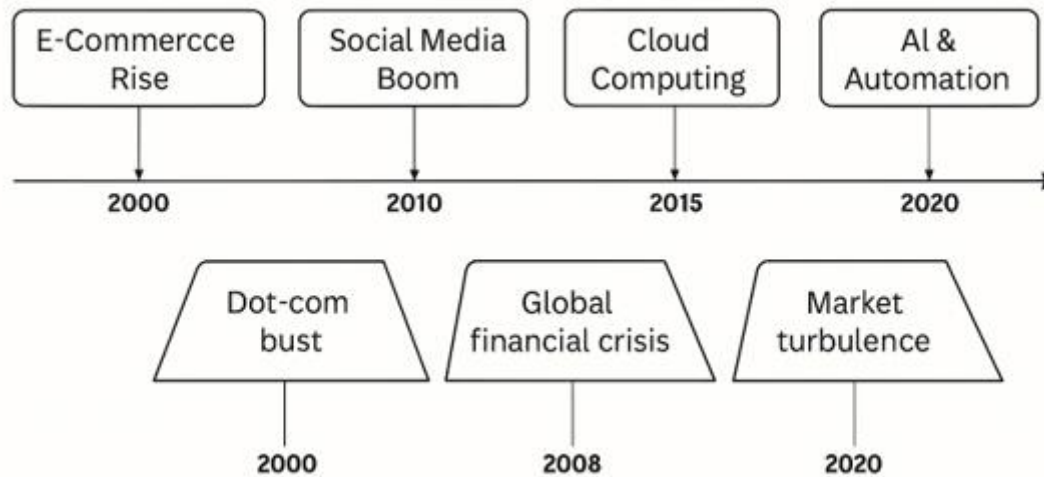 E-Commercce
Rise
Social Media
Boom
Cloud
Computing
AI &
Automation
2000
2010
2015
2020
Dot-com
bust
Global
financial crisis
Market
turbulence
2000
2008
2020